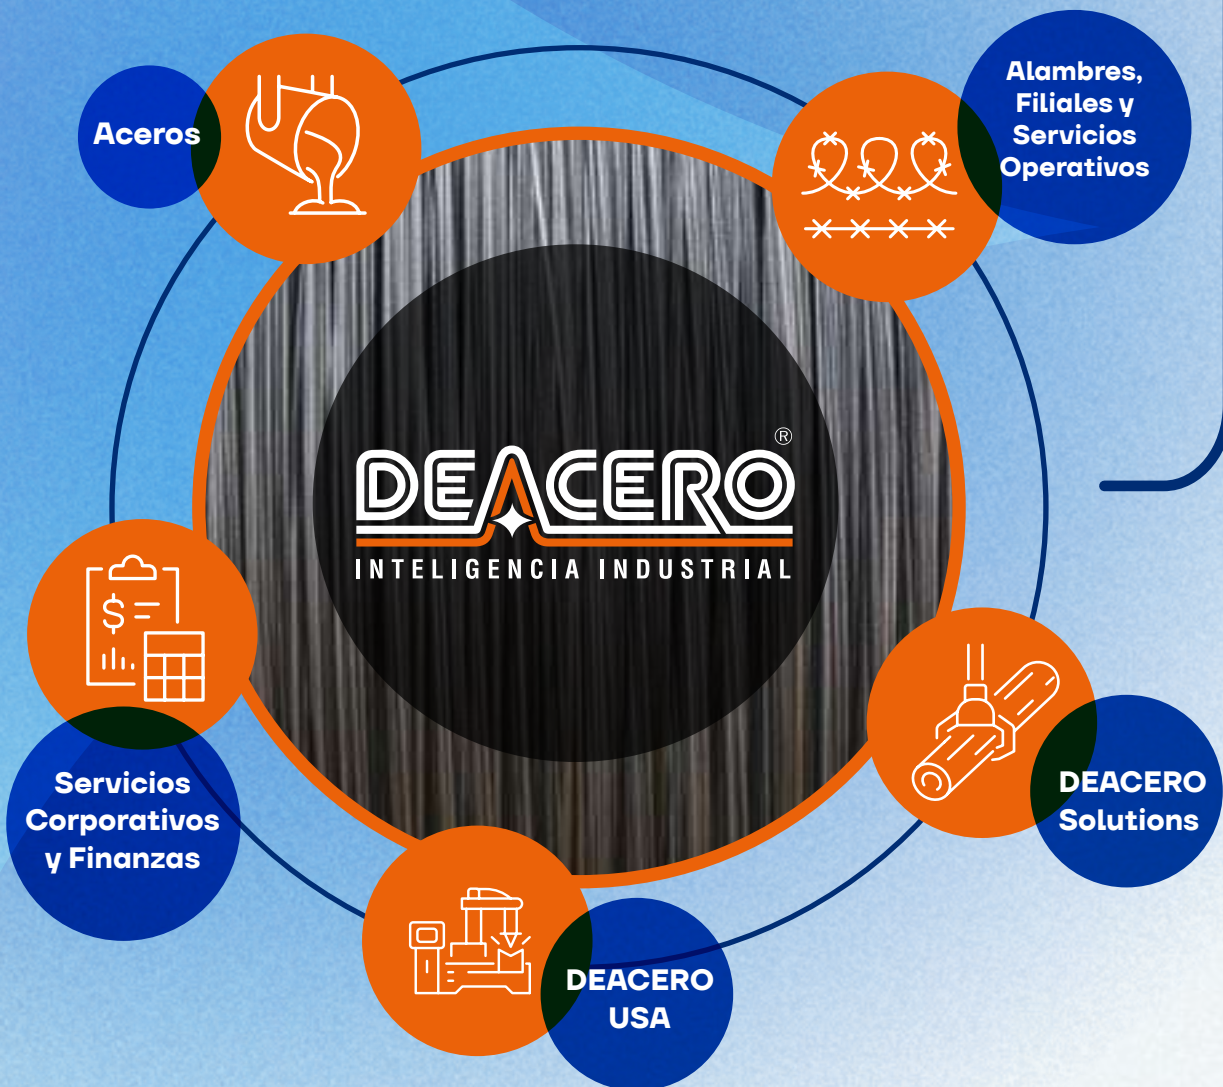 Aceros
Alambres,
Filiales y
Servicios
Operativos
DEACERO
®
INTELIGENCIA INDUSTRIAL
$
Servicios
Corporativos
y Finanzas
DEACERO
Solutions
DEACERO
USA